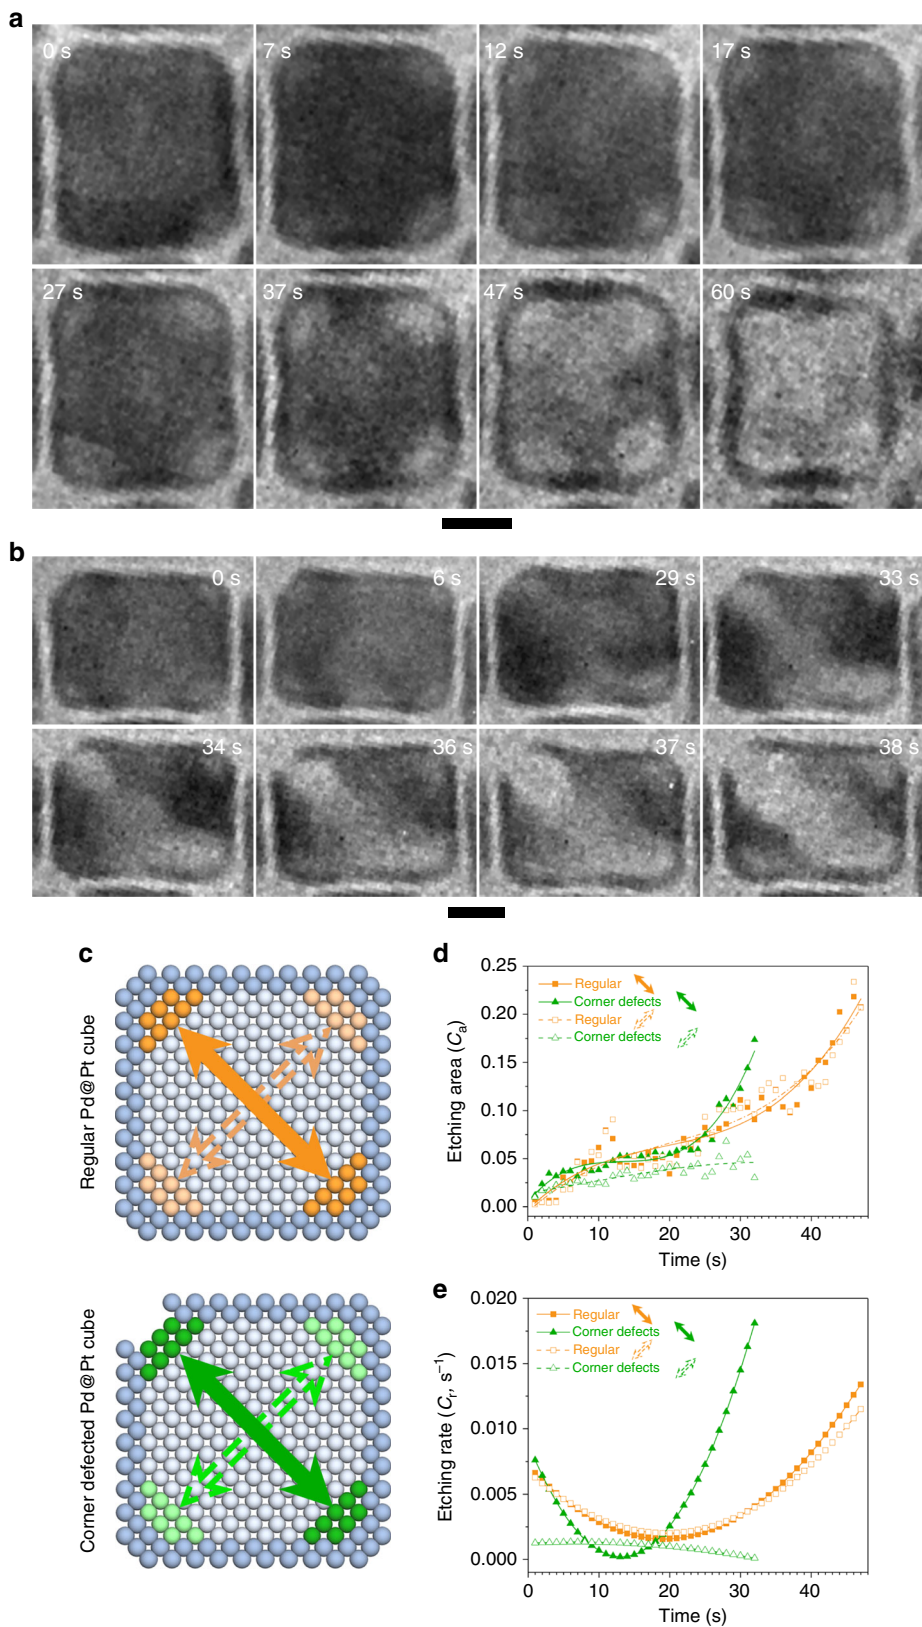 a
0 s
7 s
12 s
17 s
27 s
37 s
47 s
60 s
b
0 s
6 s
29 s
33 s
34 s
36 s
37 s
38 s
c
Regular Pd@Pt cube
Corner defected Pd@Pt cube
d
0.25
0.20
0.15
0.10
0.05
0.00
Etching area (Cₐ)
Regular
Corner defects
Regular
Corner defects
0
10
20
30
40
Time (s)
e
0.020
0.015
0.010
0.005
0.000
Etching rate (Cᵣ, s⁻¹)
Regular
Corner defects
Regular
Corner defects
0
10
20
30
40
Time (s)